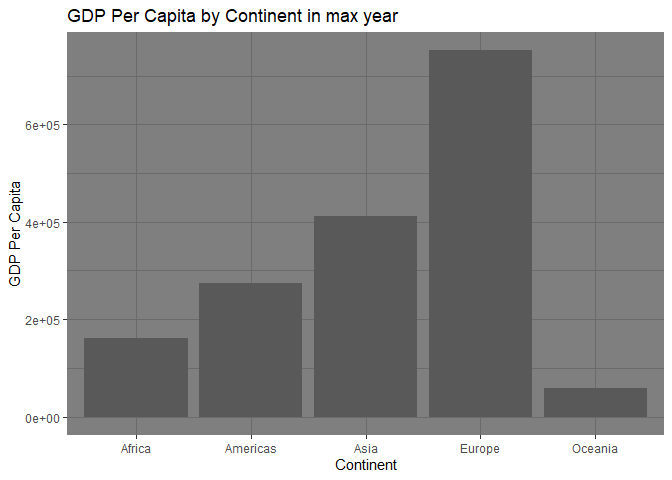 GDP Per Capita by Continent in max year
GDP Per Capita
6e+05
4e+05
2e+05
0e+00
Africa Americas Asia Europe Oceania
Continent